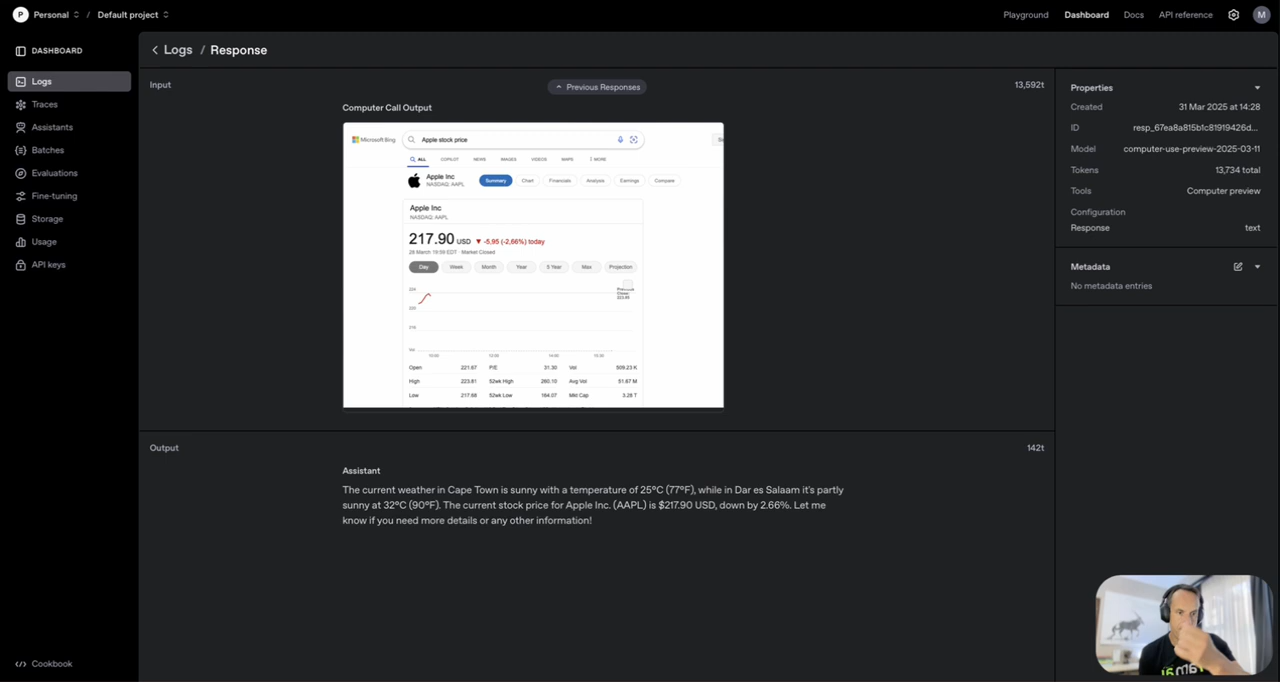 P Personal / Default project
Playground Dashboard Docs API reference M
DASHBOARD
Logs
Traces
Assistants
Batches
Evaluations
Fine-tuning
Storage
Usage
API keys
Cookbook
Logs / Response
Input
Previous Responses
13,592t
Computer Call Output
Microsoft Bing
Apple stock price
ALL COPILOT NEWS IMAGES VIDEOS MAPS MORE
Apple Inc
NASDAQ: AAPL
Summary Chart Financials Analysis Earnings Compare
Apple Inc
NASDAQ: AAPL
217.90 USD ▼ -5,95 (-2,66%) today
28 March 19:59 EDT · Market Closed
Day Week Month Year 5 Year Max Projection
Open 221.67 P/E 31.30 Vol 509.23 K
High 223.81 52wk High 260.10 Avg Vol 51.67 M
Low 217.68 52wk Low 164.07 Mkt Cap 3.28 T
Output
142t
Assistant
The current weather in Cape Town is sunny with a temperature of 25°C (77°F), while in Dar es Salaam it's partly
sunny at 32°C (90°F). The current stock price for Apple Inc. (AAPL) is $217.90 USD, down by 2.66%. Let me
know if you need more details or any other information!
Properties
Created 31 Mar 2025 at 14:28
ID resp_67ea8a815b1c81919426d...
Model computer-use-preview-2025-03-11
Tokens 13,734 total
Tools Computer preview
Configuration
Response text
Metadata
No metadata entries